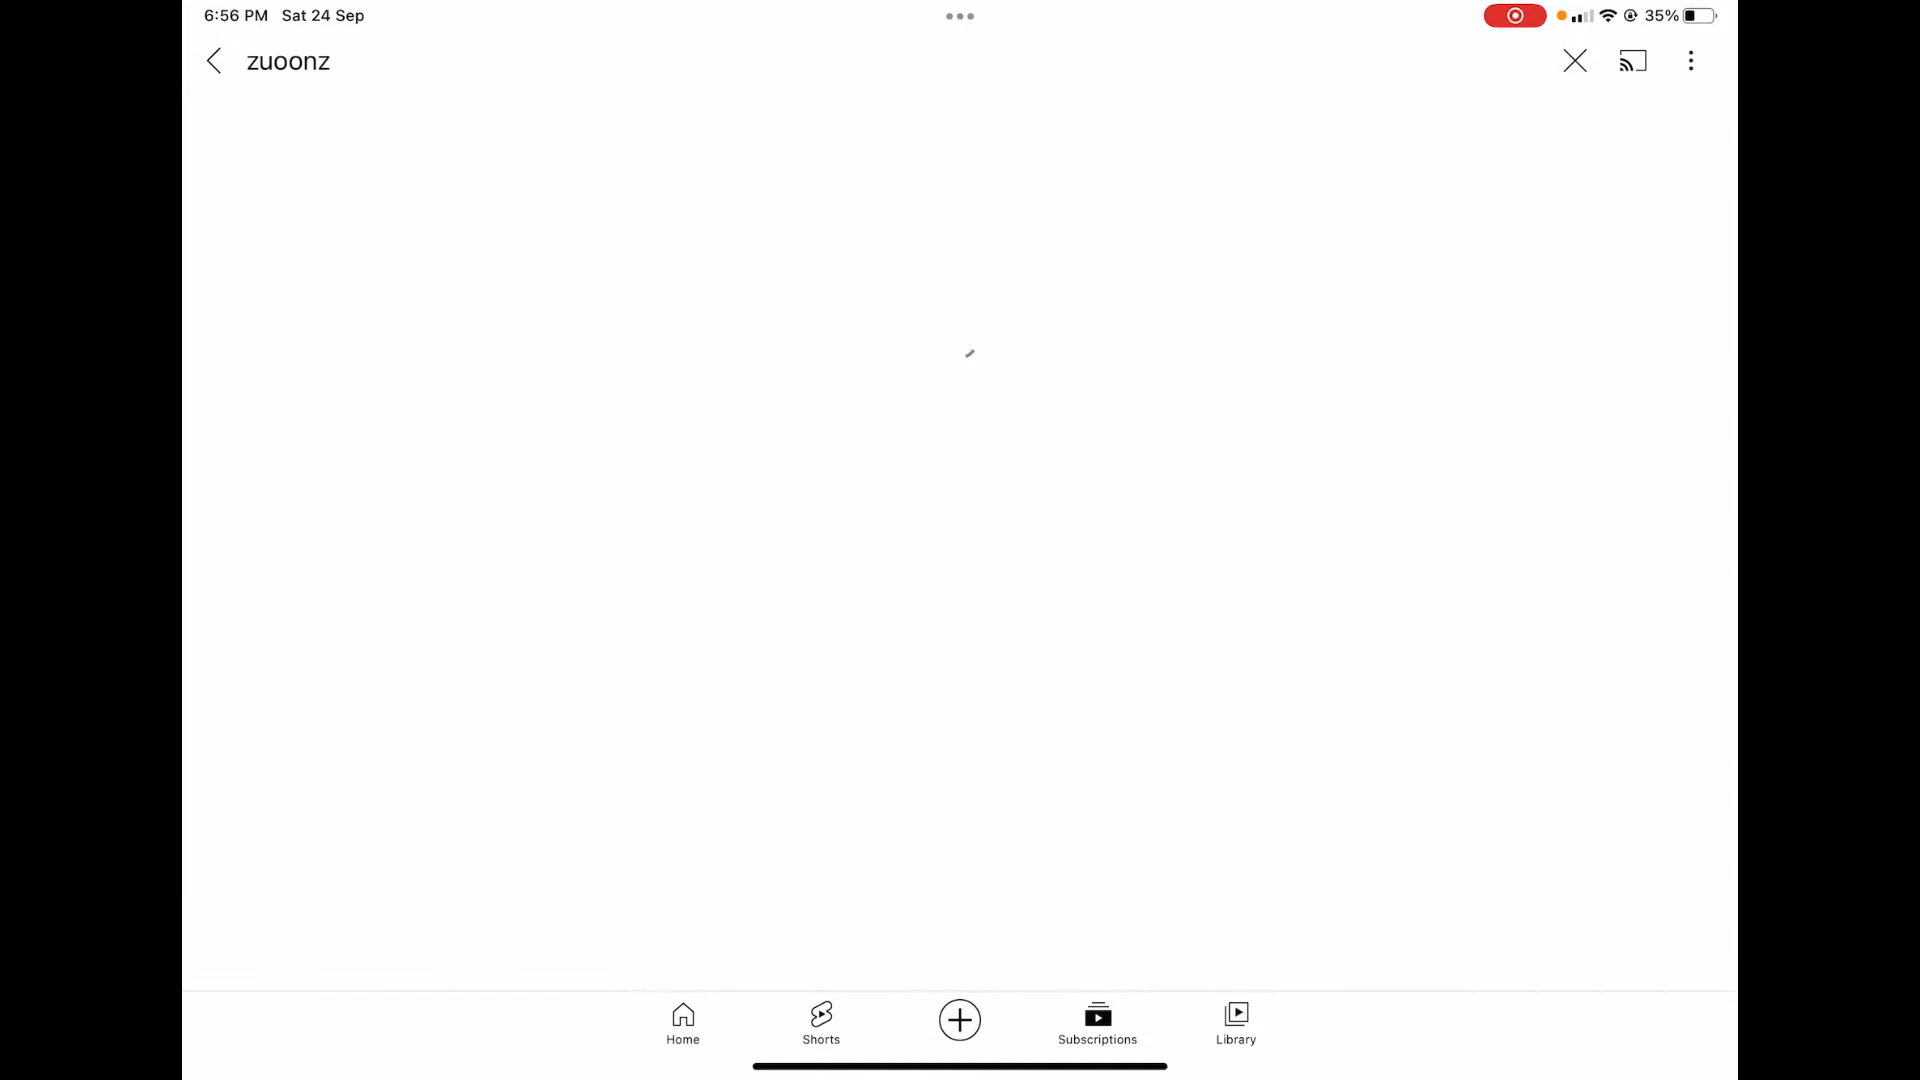 6:56 PM Sat 24 Sep
35%
zuoonz
Home
Shorts
Subscriptions
Library